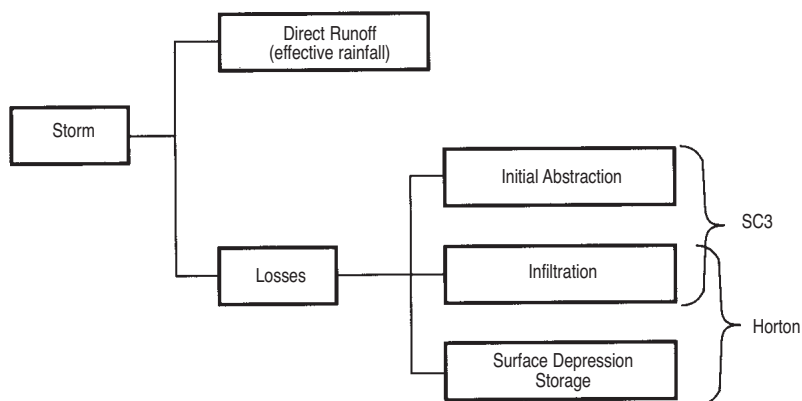 Direct Runoff
(effective rainfall)
Storm
Initial Abstraction
SC3
Losses
Infiltration
Horton
Surface Depression
Storage